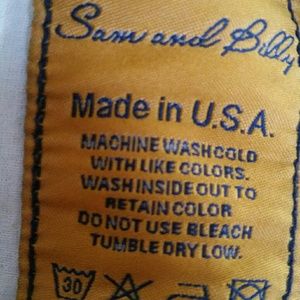 Sam and Billy
Made in U.S.A.
MACHINE WASH COLD
WITH LIKE COLORS.
WASH INSIDE OUT TO
RETAIN COLOR
DO NOT USE BLEACH
TUMBLE DRY LOW.
30